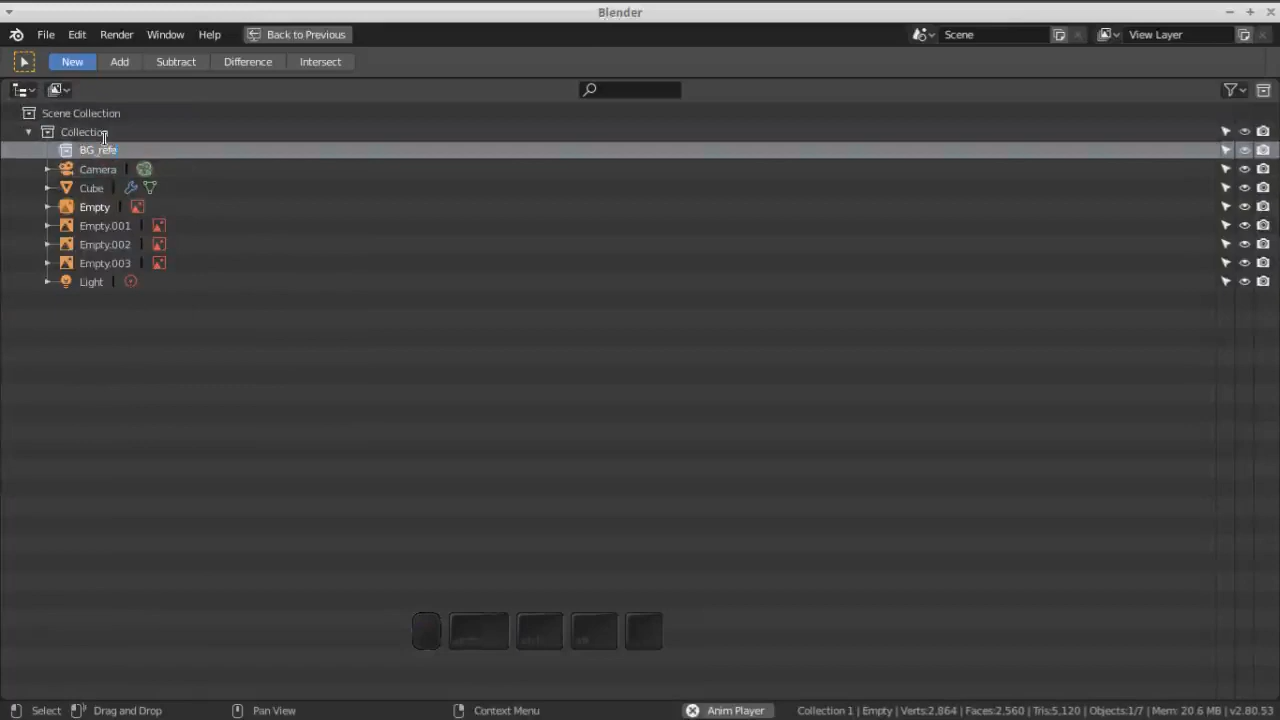 Blender
File Edit Render Window Help Back to Previous Scene View Layer
New Add Subtract Difference Intersect
Scene Collection
Collection
BG_refe
Camera
Cube
Empty
Empty.001
Empty.002
Empty.003
Light
Select Drag and Drop Pan View Context Menu Anim Player Collection 1 | Empty | Verts:2,864 | Faces:2,560 | Tris:5,120 | Objects:1/7 | Mem: 20.6 MB | v2.80.53